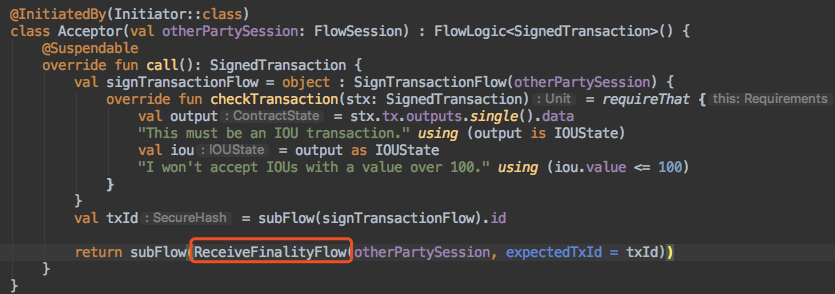 @InitiatedBy(Initiator::class)
class Acceptor(val otherPartySession: FlowSession) : FlowLogic<SignedTransaction>() {
    @Suspendable
    override fun call(): SignedTransaction {
        val signTransactionFlow = object : SignTransactionFlow(otherPartySession) {
            override fun checkTransaction(stx: SignedTransaction) : Unit = requireThat { this: Requirements
                val output : ContractState = stx.tx.outputs.single().data
                "This must be an IOU transaction." using (output is IOUState)
                val iou : IOUState = output as IOUState
                "I won't accept IOUs with a value over 100." using (iou.value <= 100)
            }
        }
        val txId : SecureHash = subFlow(signTransactionFlow).id
        return subFlow(ReceiveFinalityFlow(otherPartySession, expectedTxId = txId))
    }
}